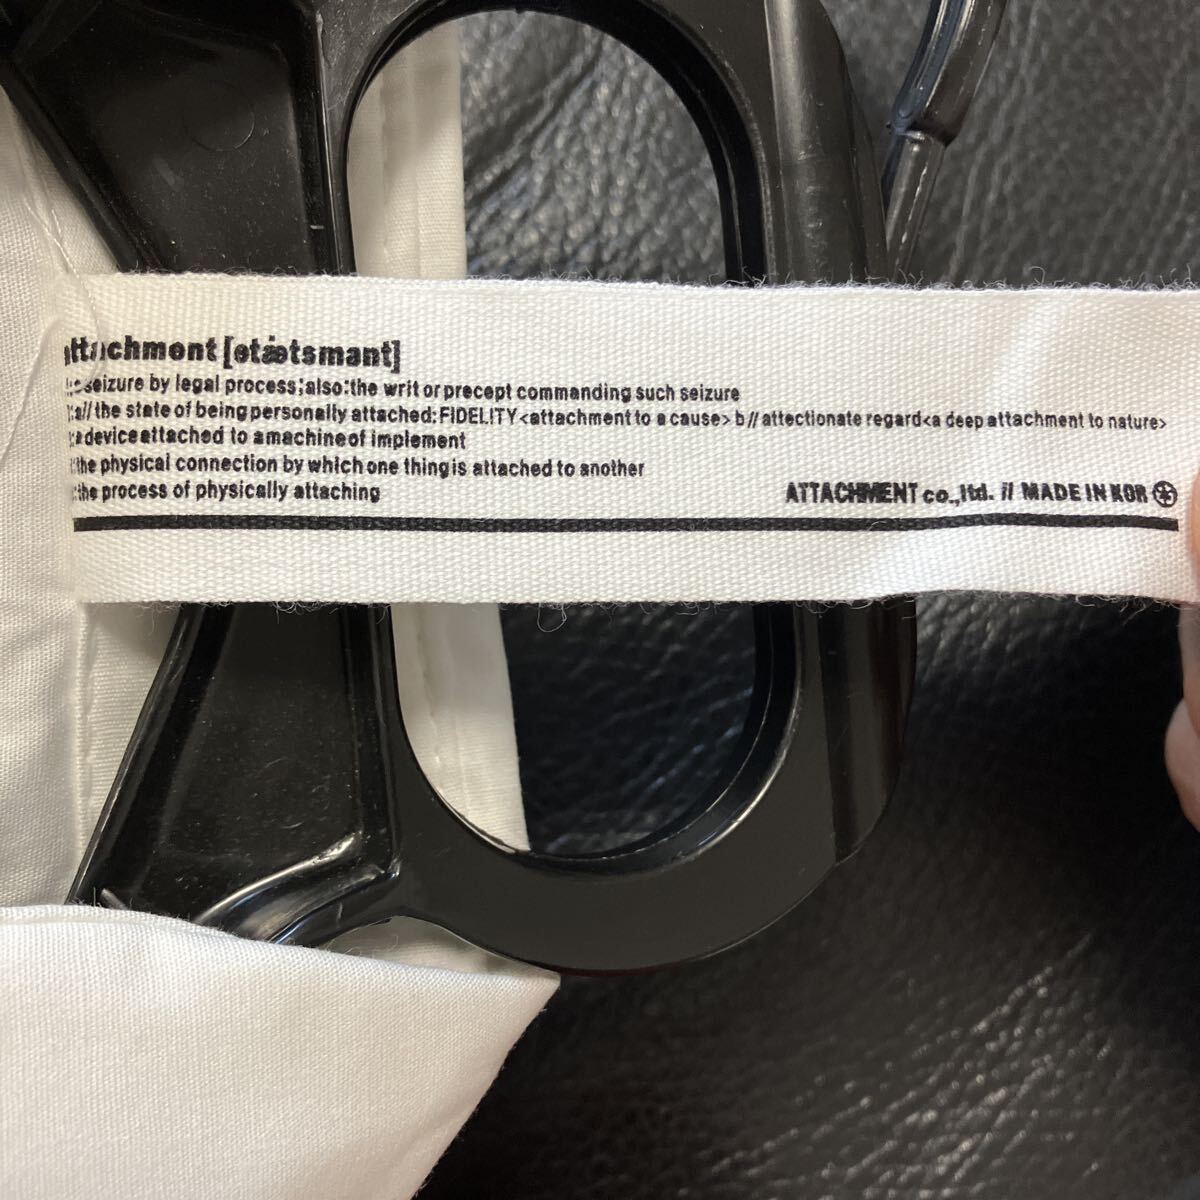 attachment [etæetsmant]
seizure by legal process;also:the writ or precept commanding such seizure
:a// the state of being personally attached: FIDELITY<attachment to a cause> b// attectionate regard<a deep attachment to nature>
:a device attached to a machine of implement
:the physical connection by which one thing is attached to another
:the process of physically attaching
ATTACHMENT co.,ltd. // MADE IN KOR